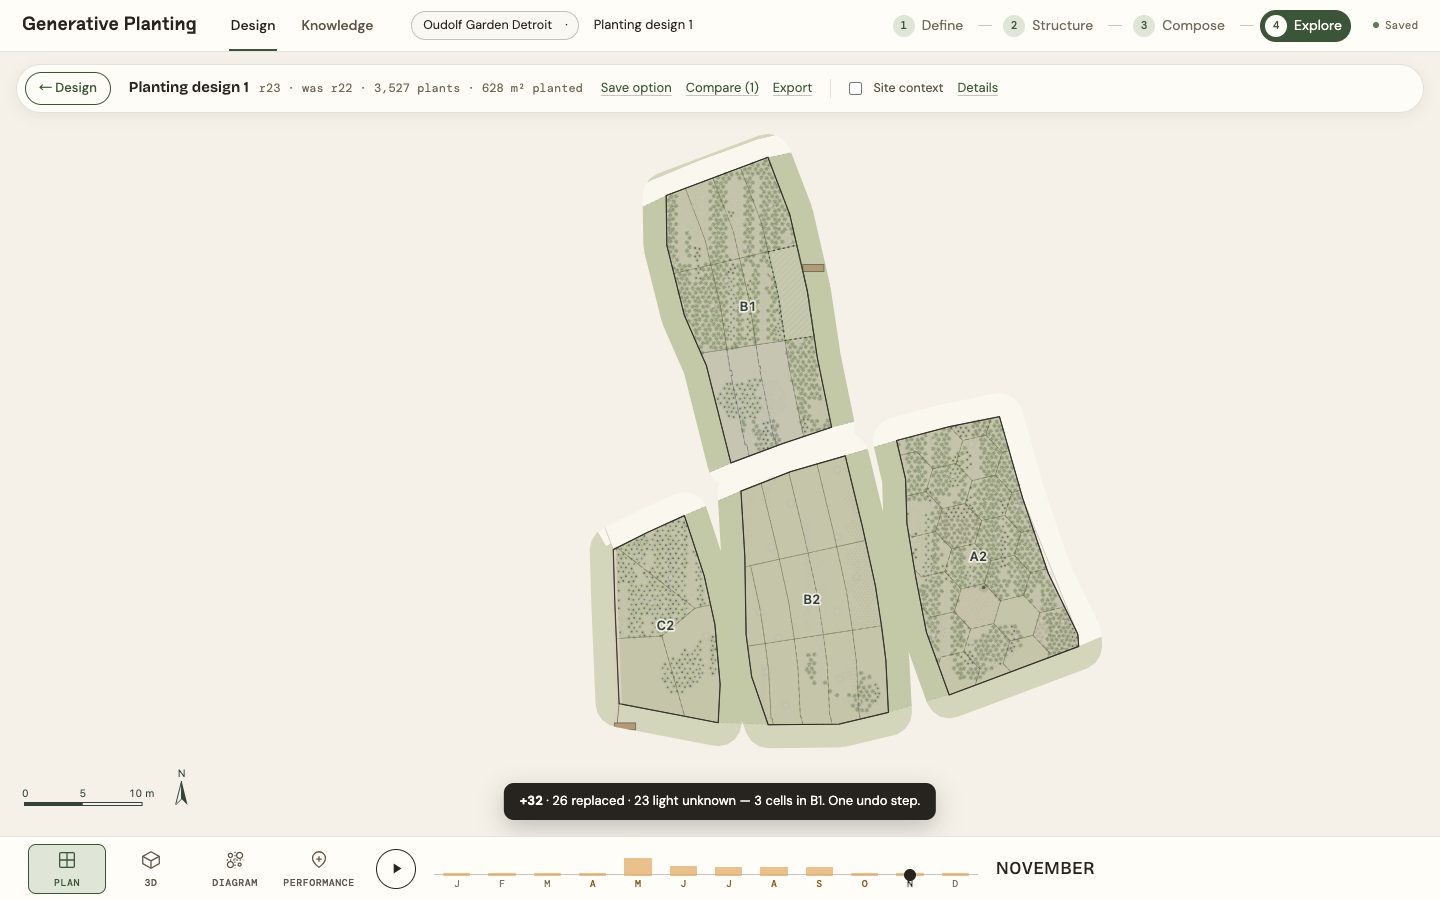 Generative Planting
Design
Knowledge
Oudolf Garden Detroit
Planting design 1
1 Define
2 Structure
3 Compose
4 Explore
Saved
← Design
Planting design 1
r23 · was r22 · 3,527 plants · 628 m² planted
Save option
Compare (1)
Export
Site context
Details
B1
A2
B2
C2
N
0 5 10 m
+32 · 26 replaced · 23 light unknown — 3 cells in B1. One undo step.
PLAN
3D
DIAGRAM
PERFORMANCE
J F M A M J J A S O N D
NOVEMBER